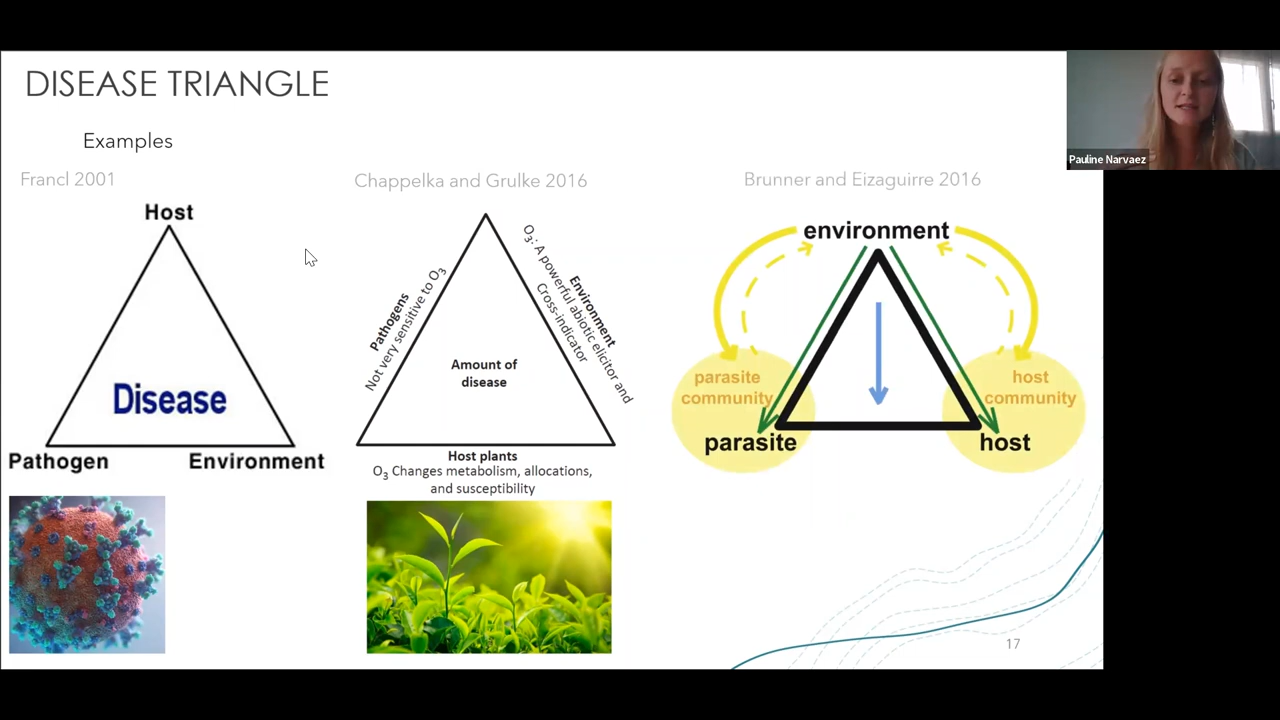 DISEASE TRIANGLE
Examples
Francl 2001
Host
Disease
Pathogen
Environment
Chappelka and Grulke 2016
Pathogens
Not very sensitive to O3
O3: A powerful abiotic elicitor and
Environment
Cross-indicator
Amount of
disease
Host plants
O3 Changes metabolism, allocations,
and susceptibility
Brunner and Eizaguirre 2016
environment
parasite
community
host
community
parasite
host
17
Pauline Narvaez